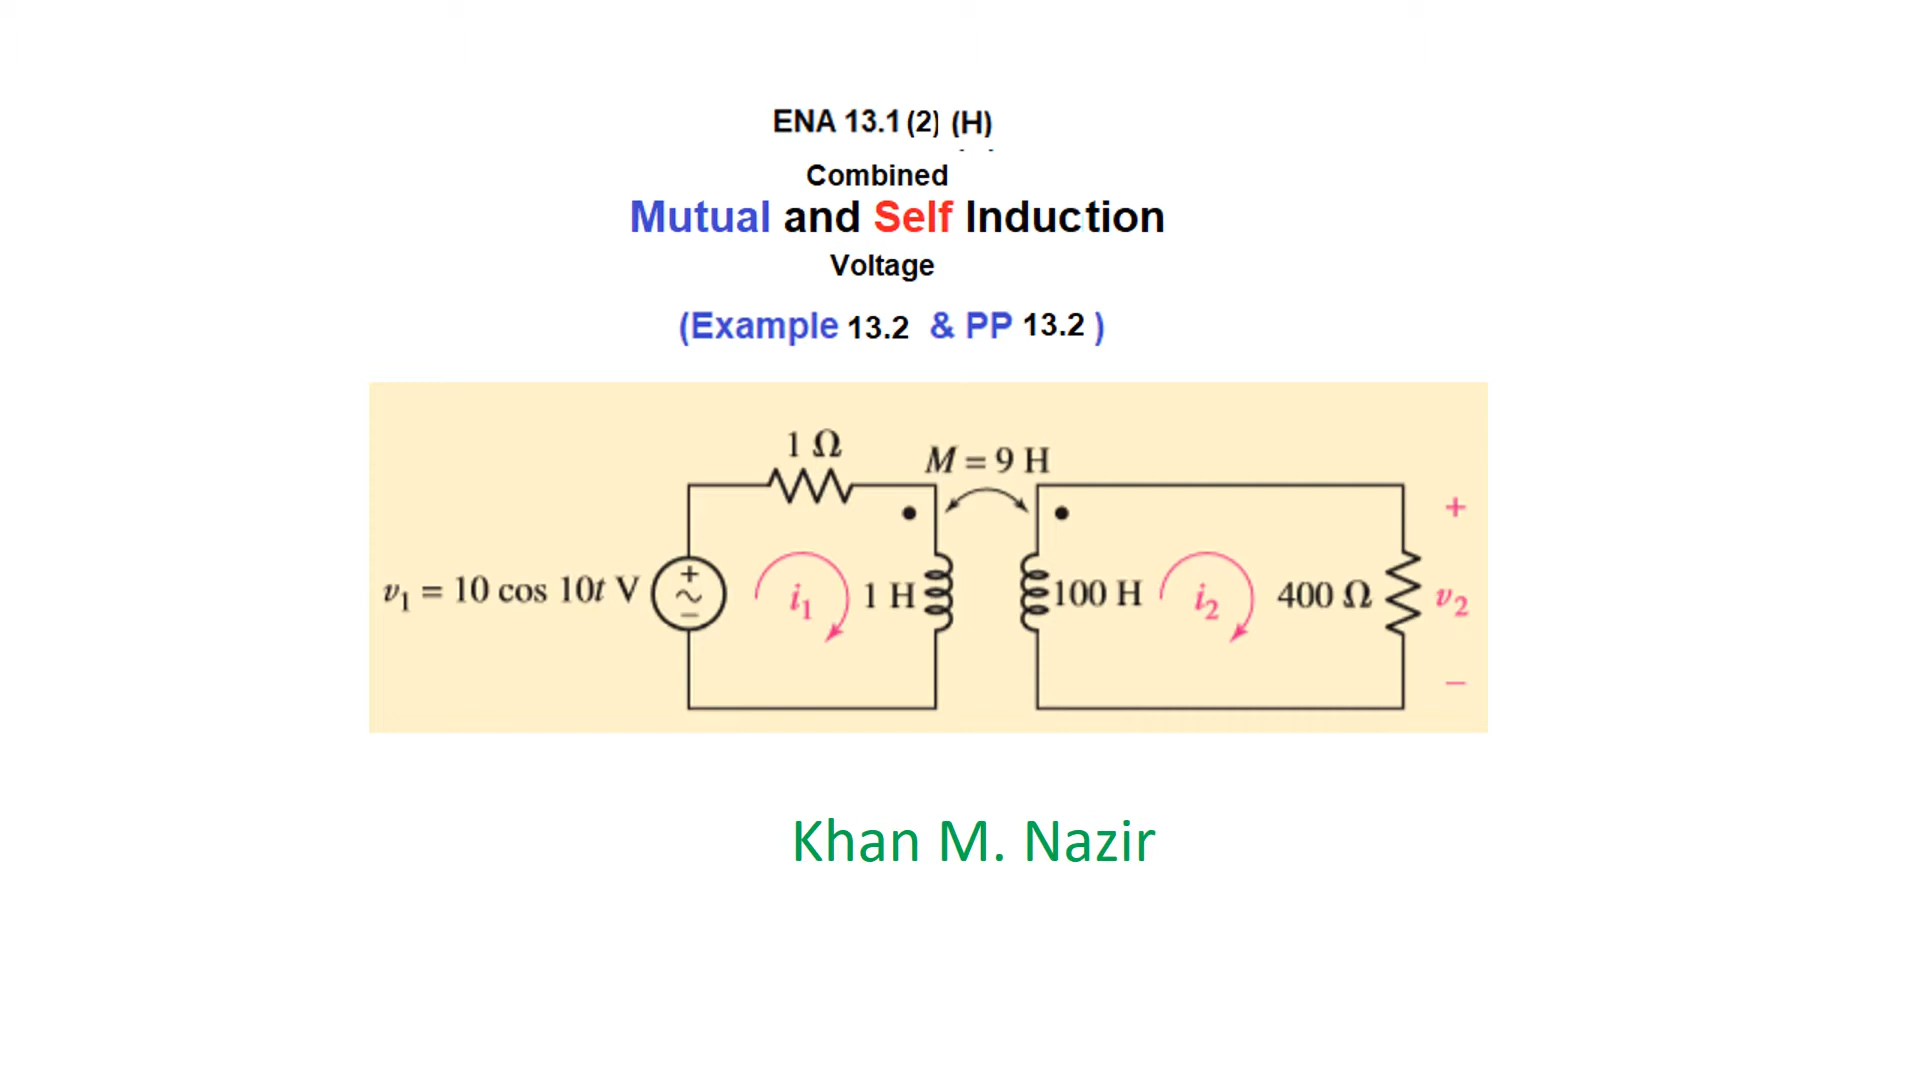 ENA 13.1 (2) (H)
Combined
Mutual and Self Induction
Voltage
(Example 13.2 & PP 13.2 )
1 Ω
M = 9 H
+
v₁ = 10 cos 10t V
+
~
−
i₁
1 H
100 H
i₂
400 Ω
v₂
−
Khan M. Nazir